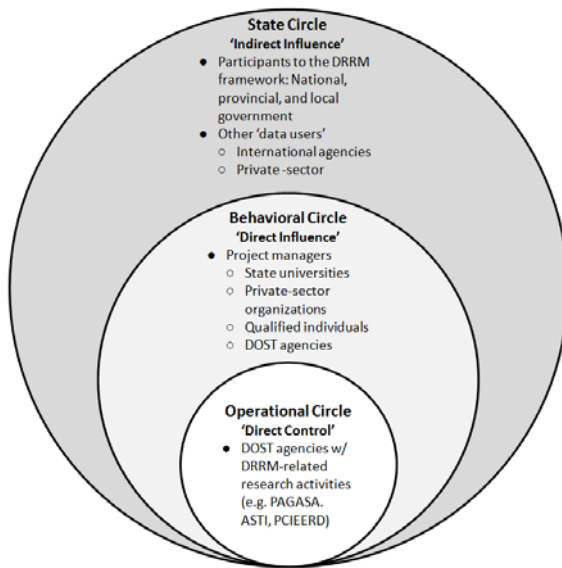 State Circle
'Indirect Influence'
● Participants to the DRRM
framework: National,
provincial, and local
government
● Other 'data users'
○ International agencies
○ Private -sector
Behavioral Circle
'Direct Influence'
● Project managers
○ State universities
○ Private-sector
organizations
○ Qualified individuals
○ DOST agencies
Operational Circle
'Direct Control'
● DOST agencies w/
DRRM-related
research activities
(e.g. PAGASA.
ASTI, PCIEERD)